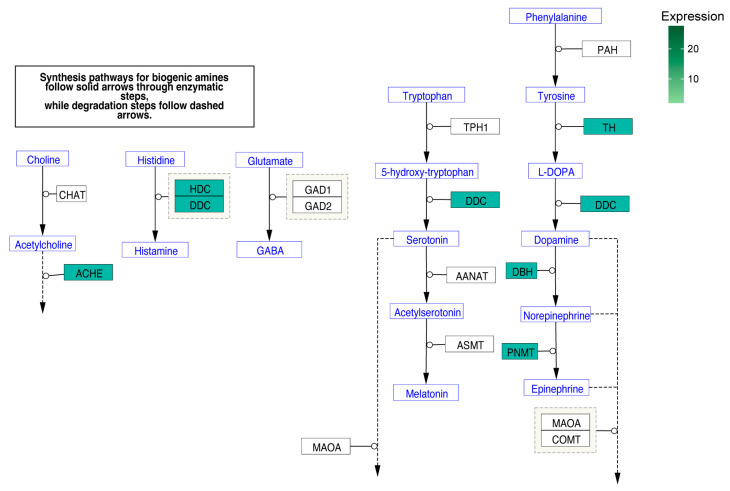 Phenylalanine
Expression
PAH
20
10
Synthesis pathways for biogenic amines
follow solid arrows through enzymatic
steps,
while degradation steps follow dashed
arrows.
Tryptophan
Tyrosine
TPH1
TH
Choline
Histidine
Glutamate
5-hydroxy-tryptophan
L-DOPA
CHAT
HDC
DDC
GAD1
GAD2
DDC
DDC
Acetylcholine
Histamine
GABA
Serotonin
Dopamine
ACHE
AANAT
DBH
Acetylserotonin
Norepinephrine
ASMT
PNMT
Melatonin
Epinephrine
MAOA
MAOA
COMT